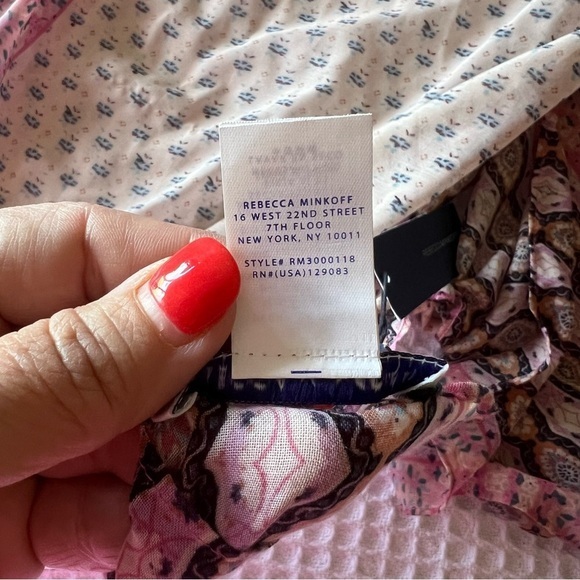 REBECCA MINKOFF
16 WEST 22ND STREET
7TH FLOOR
NEW YORK, NY 10011
STYLE# RM3000118
RN#(USA)129083